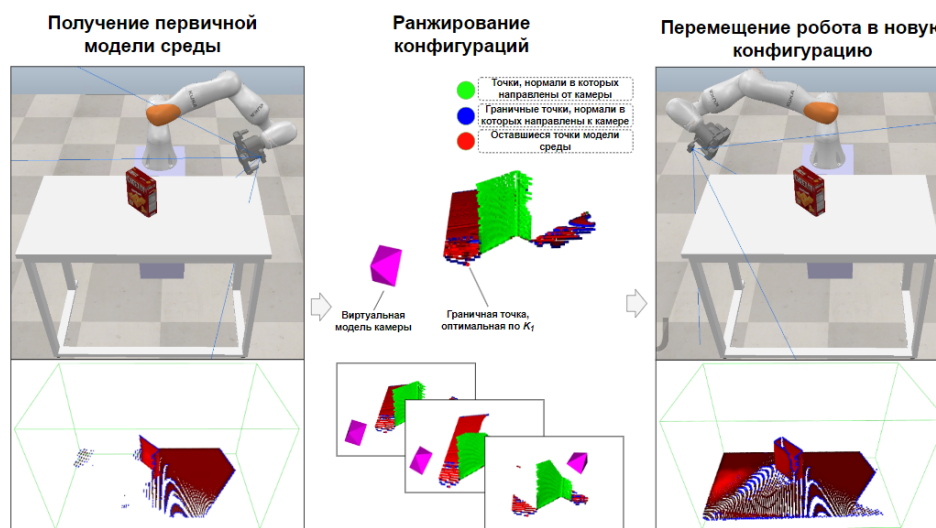 Получение первичной
модели среды
Ранжирование
конфигураций
Перемещение робота в новую
конфигурацию
Точки, нормали в которых
направлены от камеры
Граничные точки, нормали в
которых направлены к камере
Оставшиеся точки модели
среды
Виртуальная
модель камеры
Граничная точка,
оптимальная по K₁